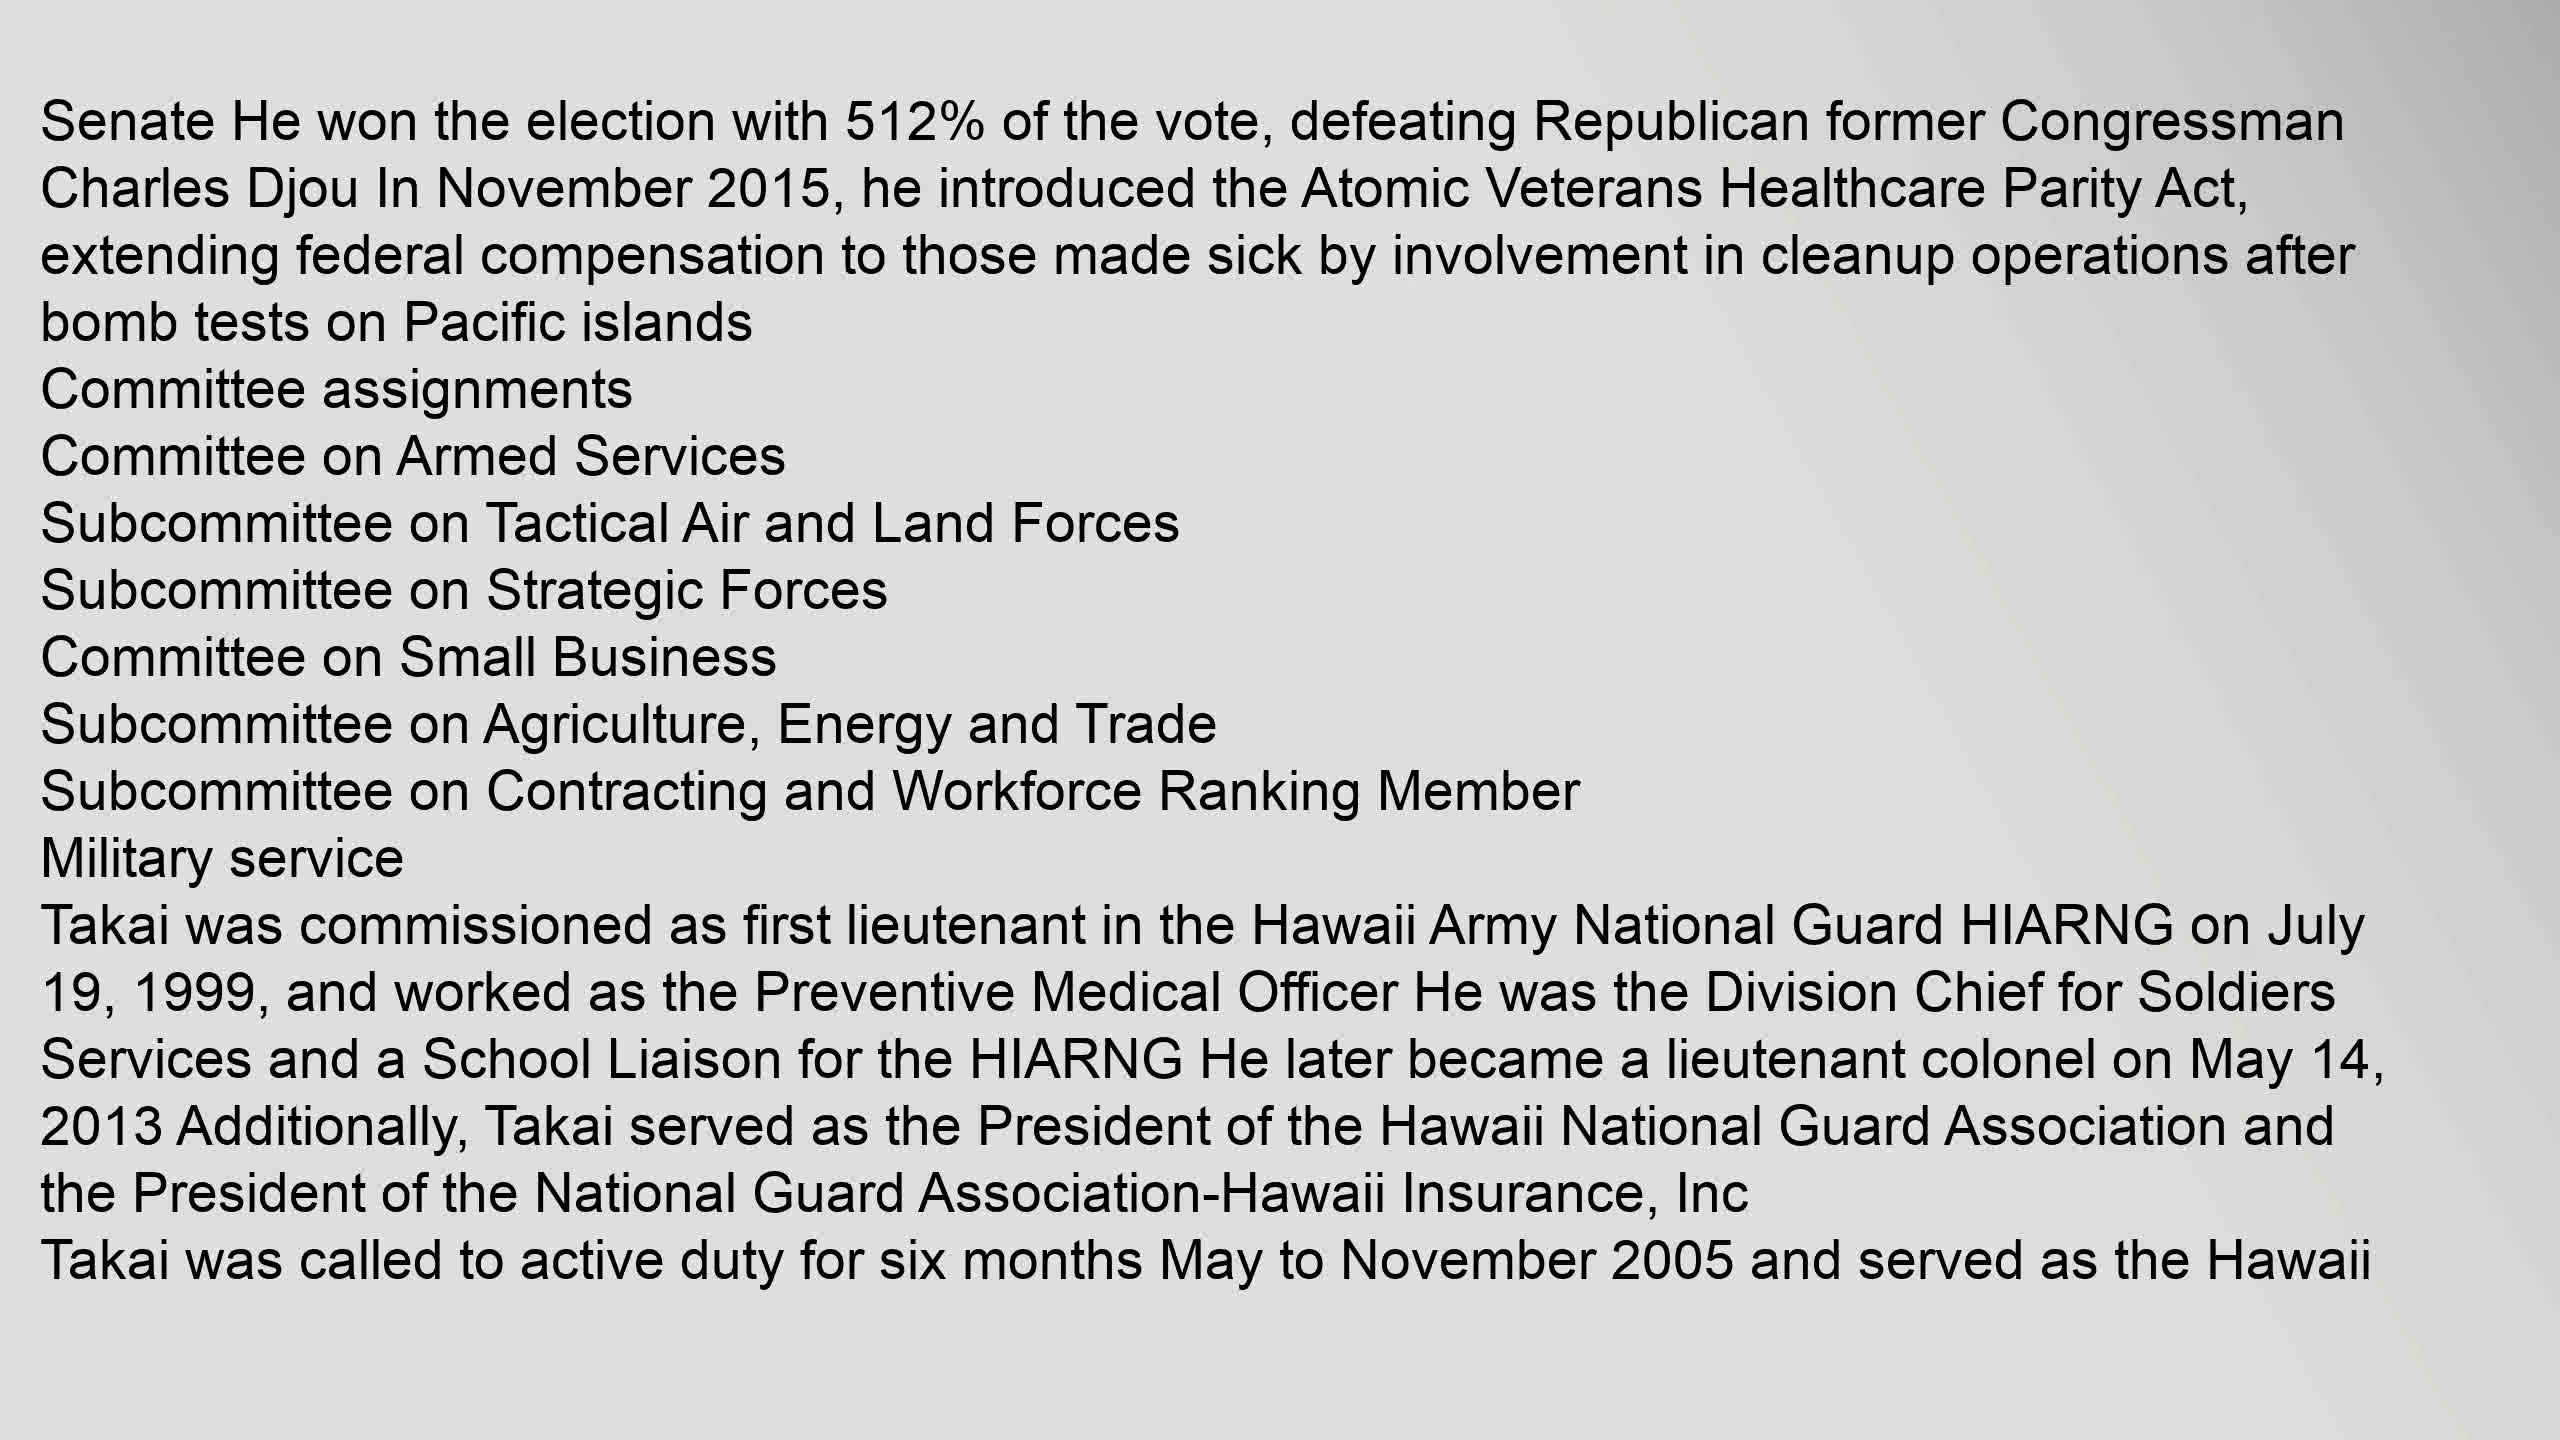 Senate He won the election with 512% of the vote, defeating Republican former Congressman
Charles Djou In November 2015, he introduced the Atomic Veterans Healthcare Parity Act,
extending federal compensation to those made sick by involvement in cleanup operations after
bomb tests on Pacific islands
Committee assignments
Committee on Armed Services
Subcommittee on Tactical Air and Land Forces
Subcommittee on Strategic Forces
Committee on Small Business
Subcommittee on Agriculture, Energy and Trade
Subcommittee on Contracting and Workforce Ranking Member
Military service
Takai was commissioned as first lieutenant in the Hawaii Army National Guard HIARNG on July
19, 1999, and worked as the Preventive Medical Officer He was the Division Chief for Soldiers
Services and a School Liaison for the HIARNG He later became a lieutenant colonel on May 14,
2013 Additionally, Takai served as the President of the Hawaii National Guard Association and
the President of the National Guard Association-Hawaii Insurance, Inc
Takai was called to active duty for six months May to November 2005 and served as the Hawaii